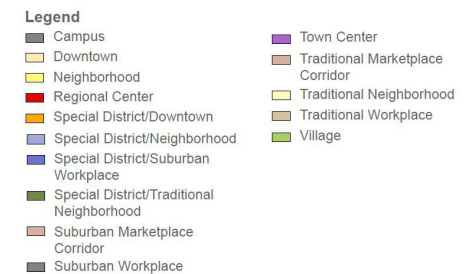 Legend
Campus
Downtown
Neighborhood
Regional Center
Special District/Downtown
Special District/Neighborhood
Special District/Suburban
Workplace
Special District/Traditional
Neighborhood
Suburban Marketplace
Corridor
Suburban Workplace
Town Center
Traditional Marketplace
Corridor
Traditional Neighborhood
Traditional Workplace
Village